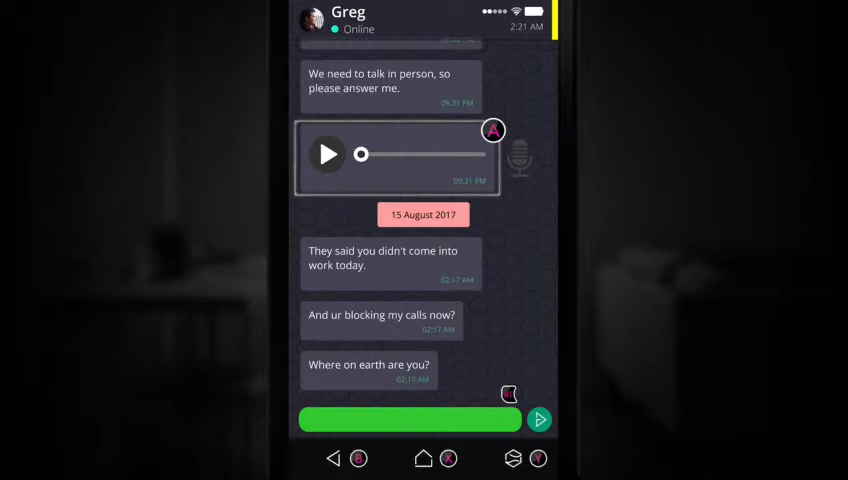 Greg
Online
2:21 AM
We need to talk in person, so
please answer me.
09:31 PM
A
09:31 PM
15 August 2017
They said you didn't come into
work today.
02:17 AM
And ur blocking my calls now?
02:17 AM
Where on earth are you?
02:17 AM
B
X
Y